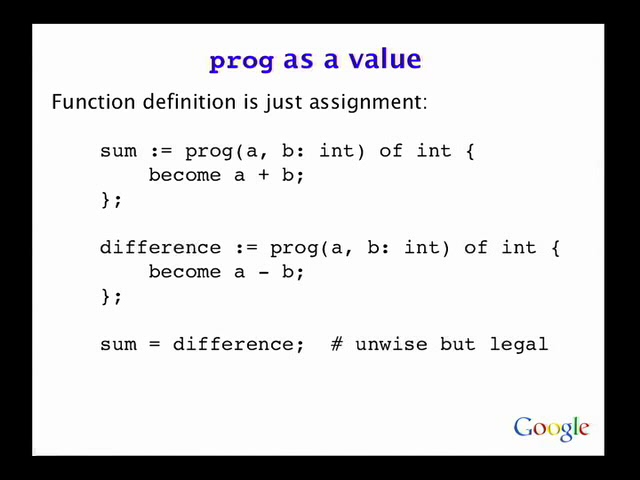 prog as a value
Function definition is just assignment:
sum := prog(a, b: int) of int {
    become a + b;
};
difference := prog(a, b: int) of int {
    become a - b;
};
sum = difference;  # unwise but legal
Google